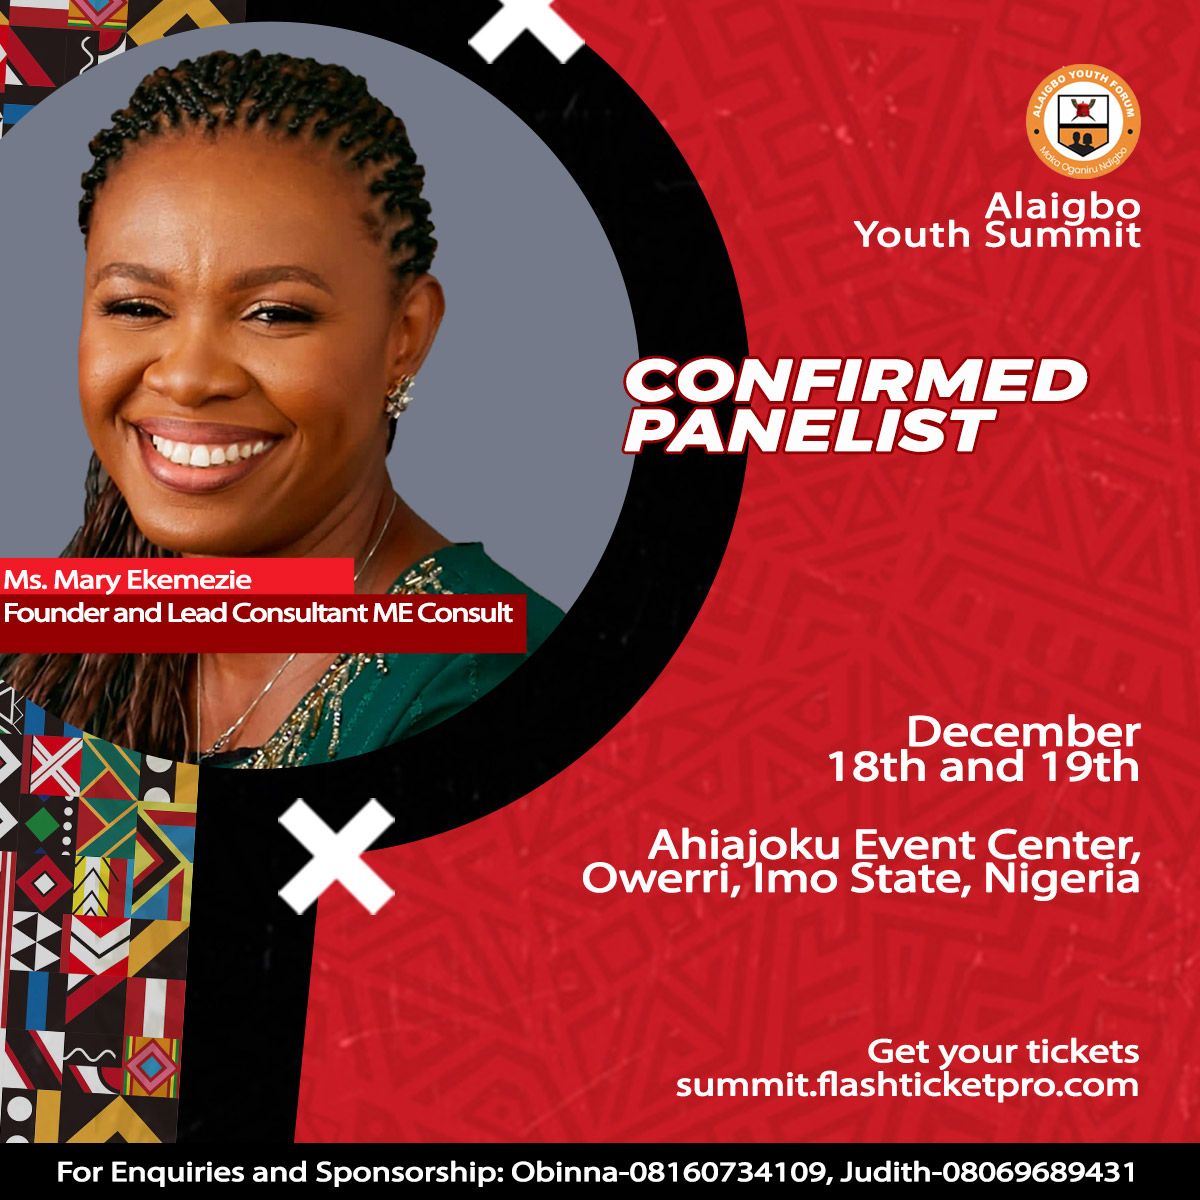 ALAIGBO YOUTH FORUM
Maka Oganiru Ndigbo
Alaigbo
Youth Summit
CONFIRMED
PANELIST
Ms. Mary Ekemezie
Founder and Lead Consultant ME Consult
December
18th and 19th
Ahiajoku Event Center,
Owerri, Imo State, Nigeria
Get your tickets
summit.flashticketpro.com
For Enquiries and Sponsorship: Obinna-08160734109, Judith-08069689431